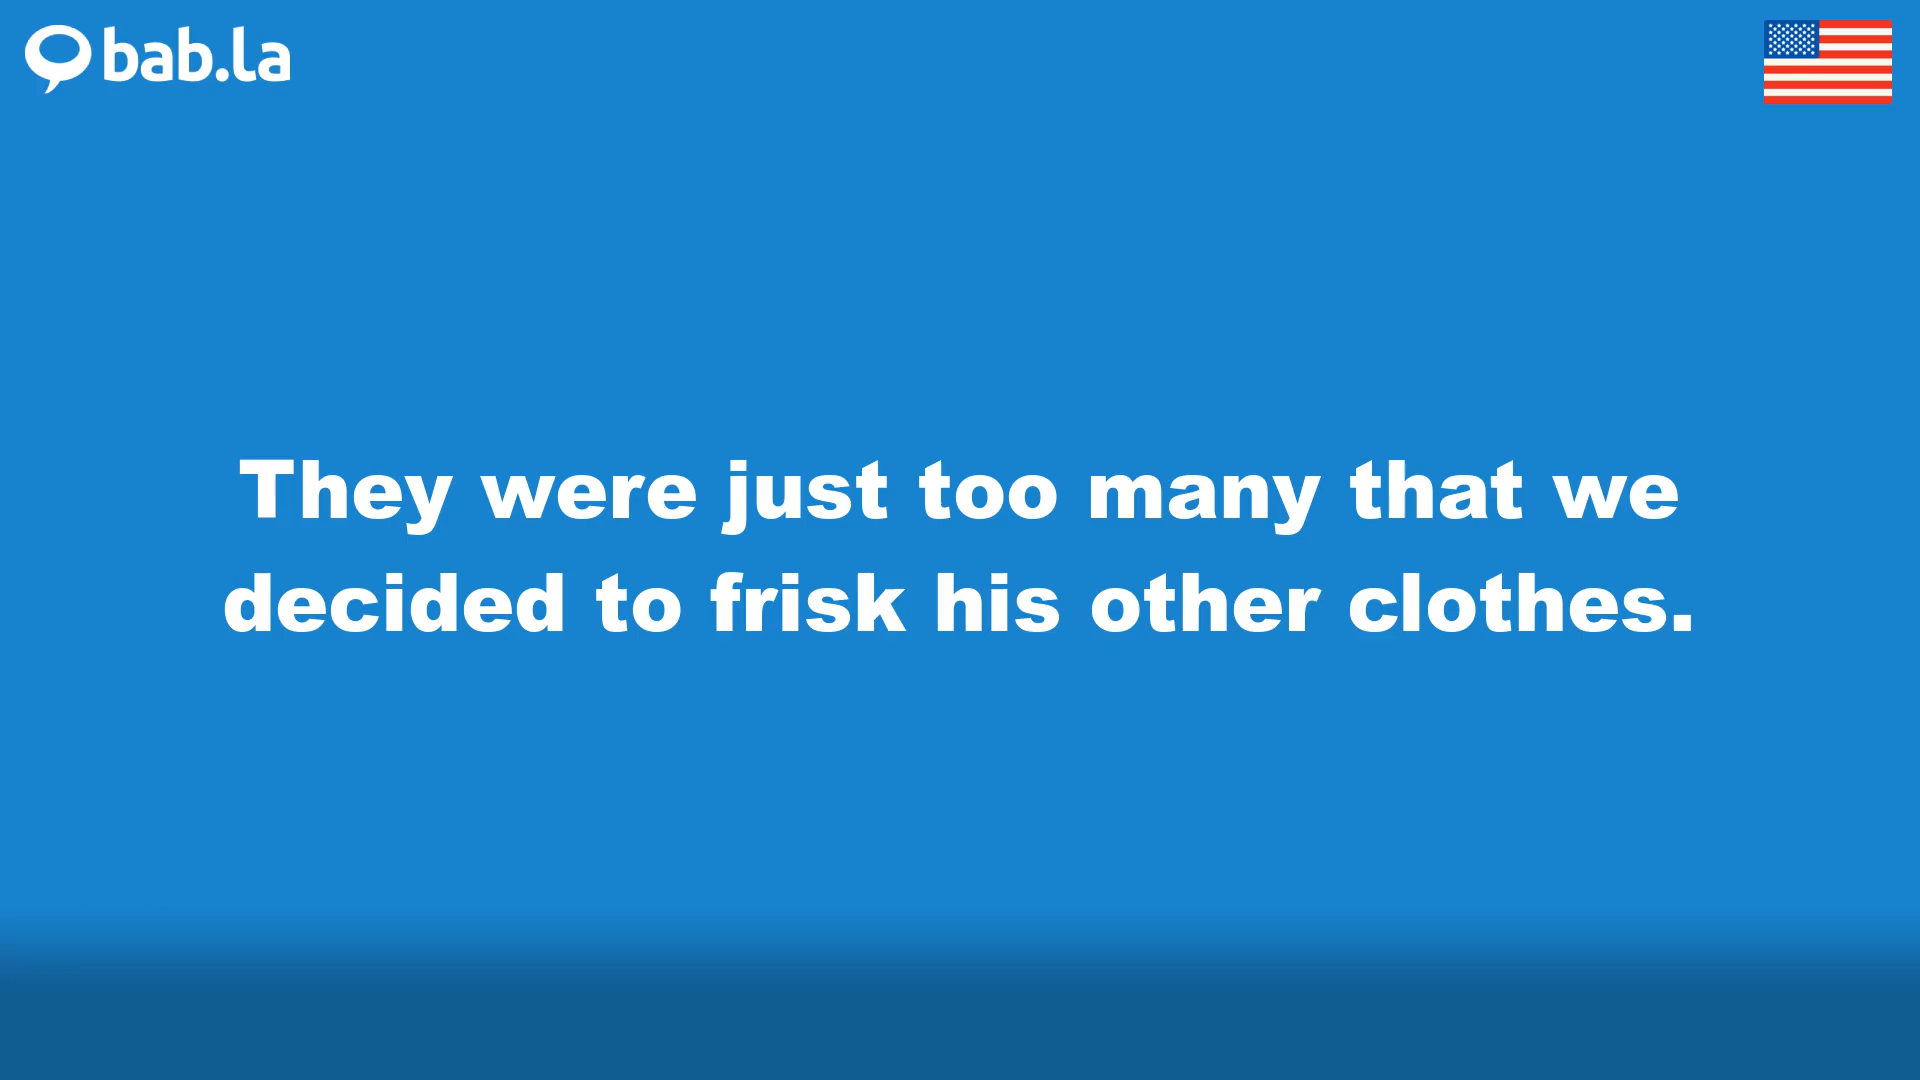 bab.la
They were just too many that we
decided to frisk his other clothes.